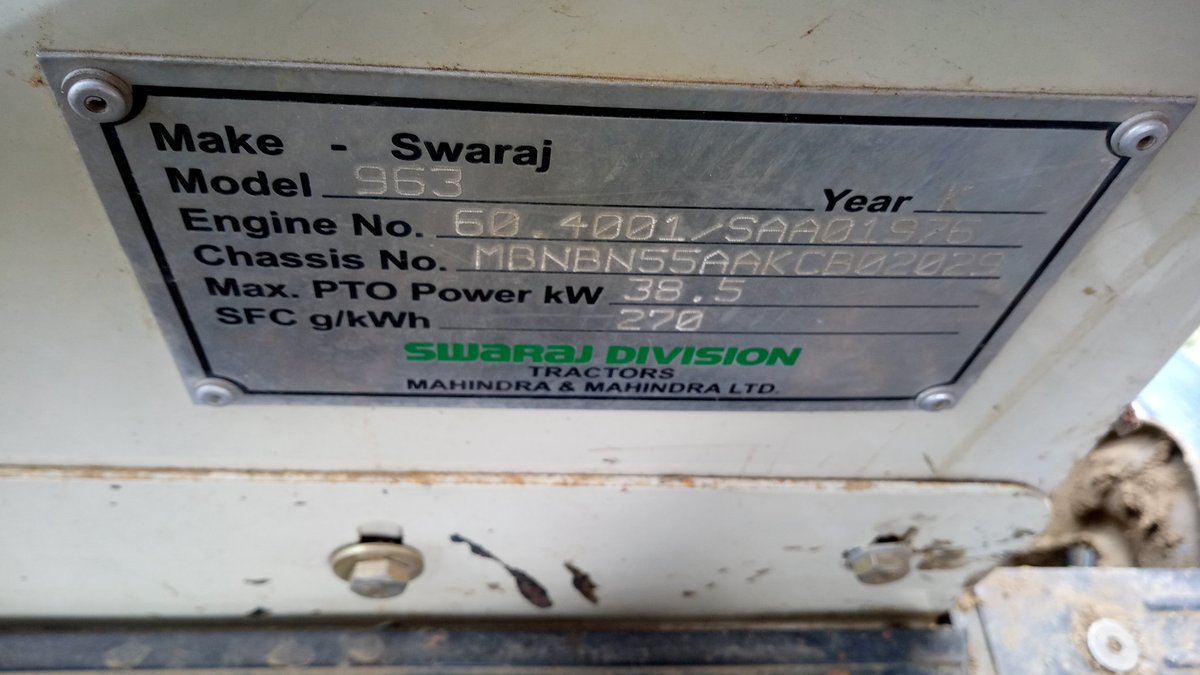 Make - Swaraj
Model 963 Year K
Engine No. 60.4001/SAA01976
Chassis No. MBNBN55AAKCB02029
Max. PTO Power kW 38.5
SFC g/kWh 270
SWARAJ DIVISION
TRACTORS
MAHINDRA & MAHINDRA LTD.